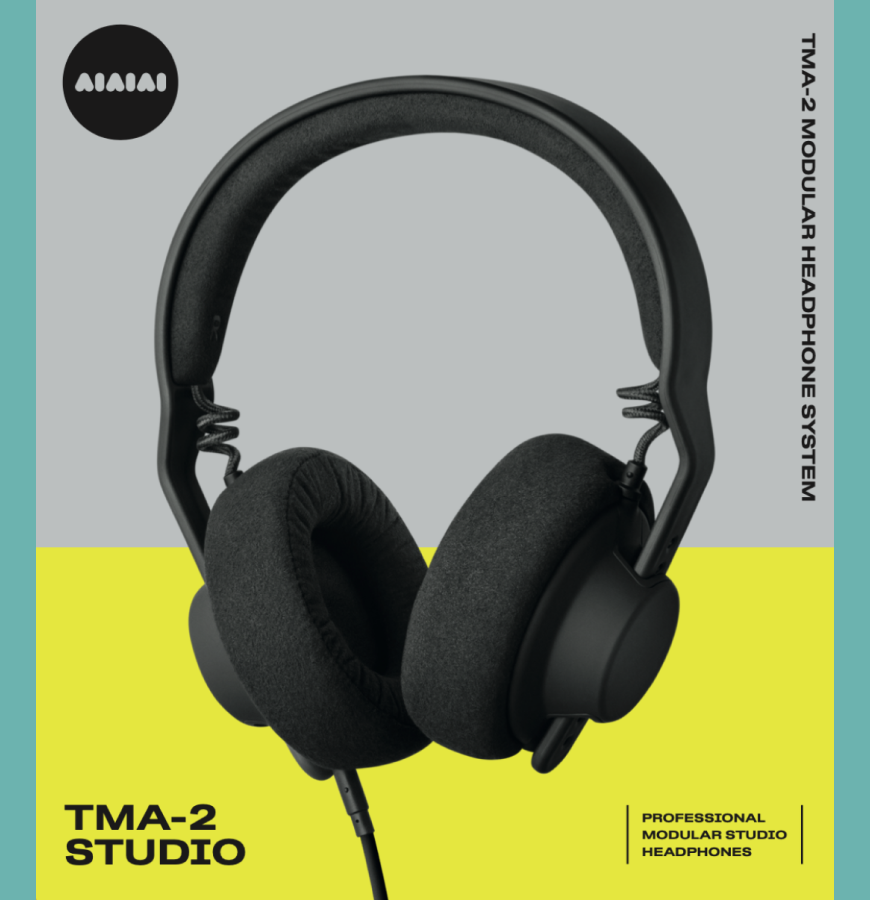 AIAIAI
TMA-2 MODULAR HEADPHONE SYSTEM
TMA-2
STUDIO
PROFESSIONAL
MODULAR STUDIO
HEADPHONES